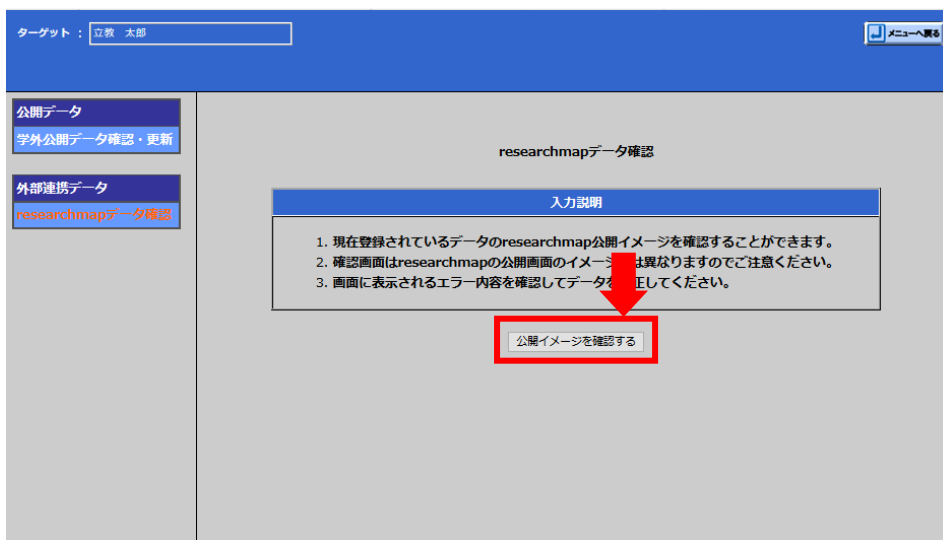 ターゲット : 立教 太郎
メニューへ戻る
公開データ
学外公開データ確認・更新
外部連携データ
researchmapデータ確認
researchmapデータ確認
入力説明
1. 現在登録されているデータのresearchmap公開イメージを確認することができます。
2. 確認画面はresearchmapの公開画面のイメージ は異なりますのでご注意ください。
3. 画面に表示されるエラー内容を確認してデータを 正してください。
公開イメージを確認する